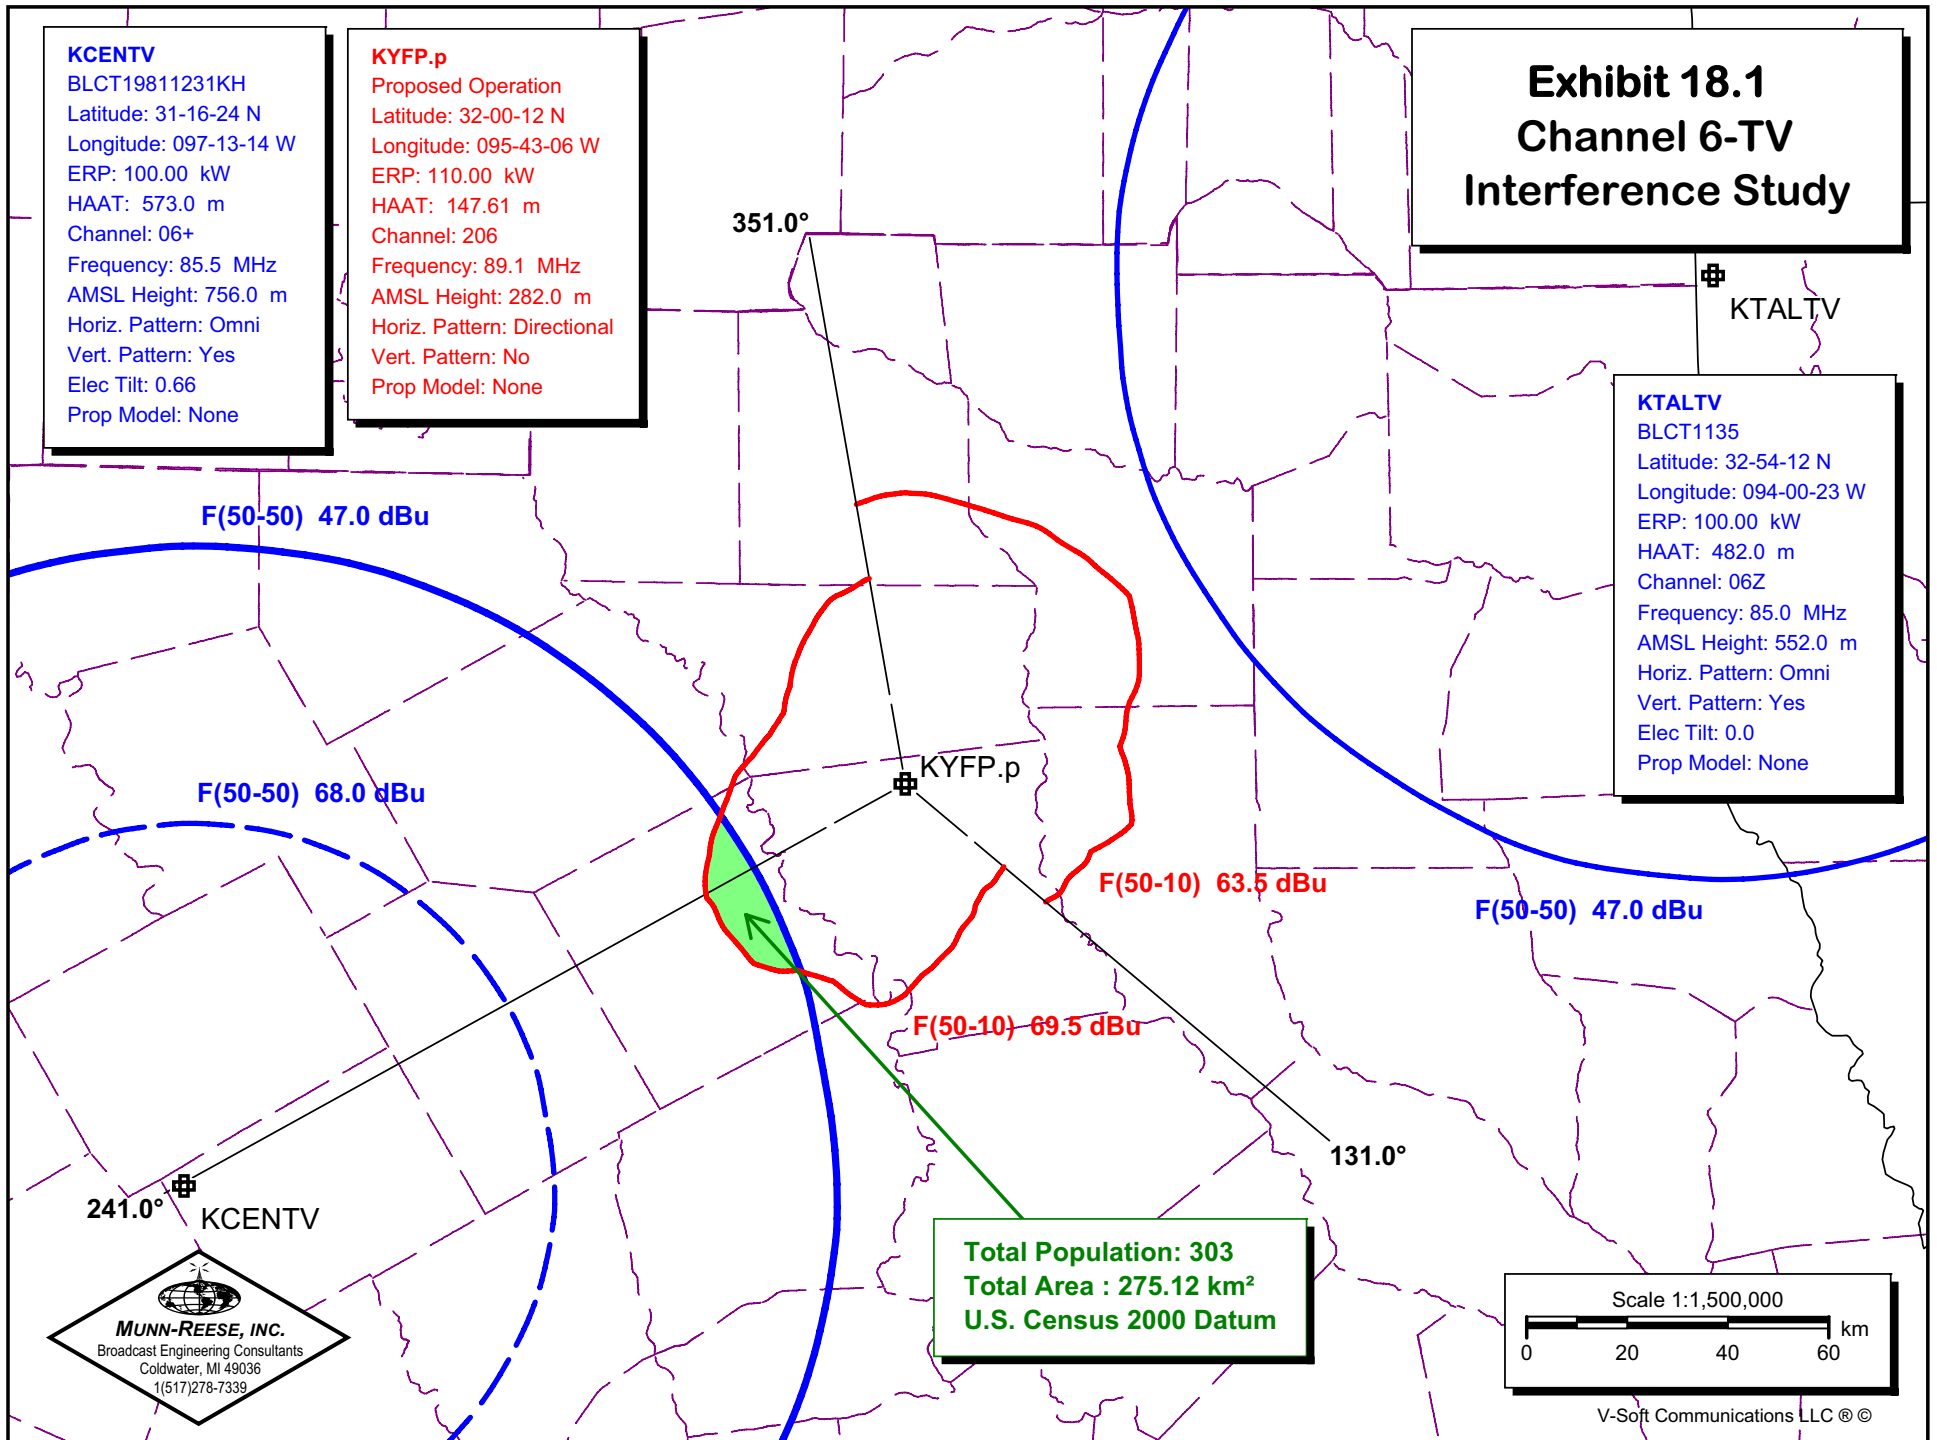 KCENTV
BLCT19811231KH
Latitude: 31-16-24 N
Longitude: 097-13-14 W
ERP: 100.00 kW
HAAT: 573.0 m
Channel: 06+
Frequency: 85.5 MHz
AMSL Height: 756.0 m
Horiz. Pattern: Omni
Vert. Pattern: Yes
Elec Tilt: 0.66
Prop Model: None
KYFP.p
Proposed Operation
Latitude: 32-00-12 N
Longitude: 095-43-06 W
ERP: 110.00 kW
HAAT: 147.61 m
Channel: 206
Frequency: 89.1 MHz
AMSL Height: 282.0 m
Horiz. Pattern: Directional
Vert. Pattern: No
Prop Model: None
Exhibit 18.1
Channel 6-TV
Interference Study
351.0°
KTALTV
KTALTV
BLCT1135
Latitude: 32-54-12 N
Longitude: 094-00-23 W
ERP: 100.00 kW
HAAT: 482.0 m
Channel: 06Z
Frequency: 85.0 MHz
AMSL Height: 552.0 m
Horiz. Pattern: Omni
Vert. Pattern: Yes
Elec Tilt: 0.0
Prop Model: None
F(50-50) 47.0 dBu
KYFP.p
F(50-50) 68.0 dBu
F(50-10) 63.5 dBu
F(50-50) 47.0 dBu
F(50-10) 69.5 dBu
131.0°
241.0°
KCENTV
Total Population: 303
Total Area : 275.12 km²
U.S. Census 2000 Datum
MUNN-REESE, INC.
Broadcast Engineering Consultants
Coldwater, MI 49036
1(517)278-7339
Scale 1:1,500,000
km
0 20 40 60
V-Soft Communications LLC ® ©